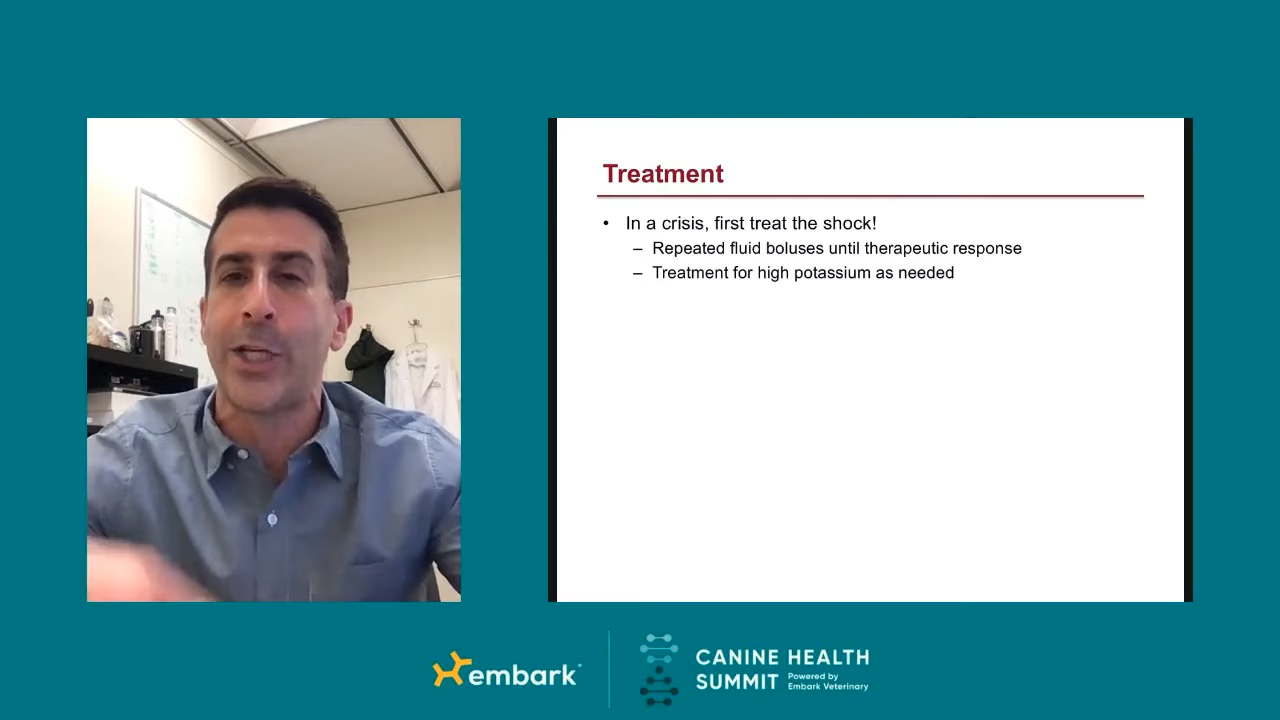 Treatment
• In a crisis, first treat the shock!
– Repeated fluid boluses until therapeutic response
– Treatment for high potassium as needed
embark
CANINE HEALTH
SUMMIT
Powered by
Embark Veterinary